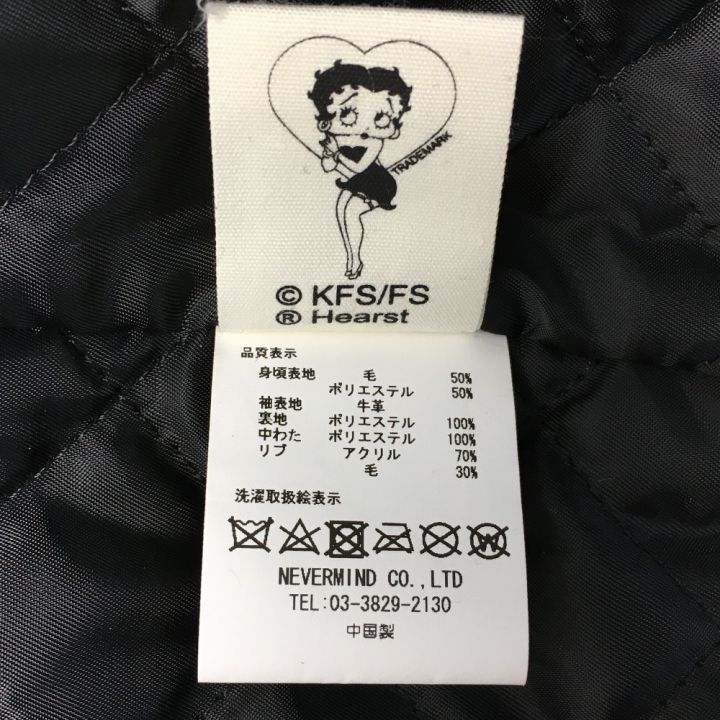 TRADEMARK
© KFS/FS
® Hearst
品質表示
身頃表地 毛 50%
ポリエステル 50%
袖表地 牛革
裏地 ポリエステル 100%
中わた ポリエステル 100%
リブ アクリル 70%
毛 30%
洗濯取扱絵表示
W
NEVERMIND CO.,LTD
TEL:03-3829-2130
中国製